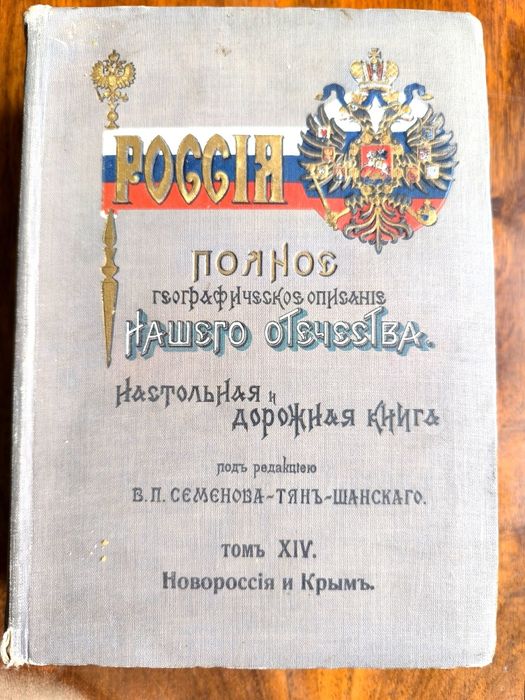 РОССІЯ
ПОЛНОЕ
ГЕОГРАФИЧЕСКОЕ ОПИСАНІЕ
НАШЕГО ОТЕЧЕСТВА.
НАСТОЛЬНАЯ И
ДОРОЖНАЯ КНИГА
подъ редакціею
В.П. СЕМЕНОВА-ТЯНЪ-ШАНСКАГО.
ТОМЪ XIV.
Новороссія и Крымъ.